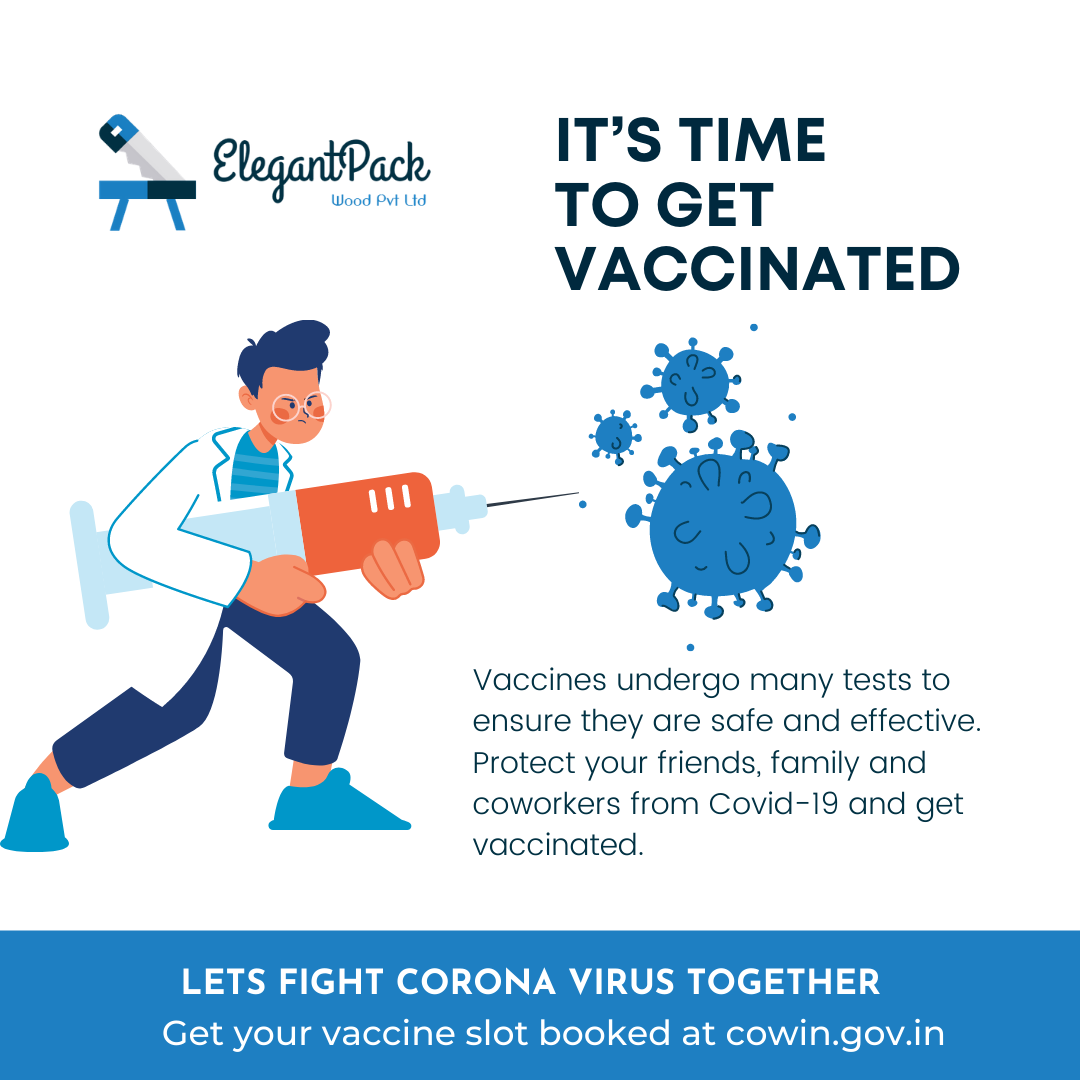 ElegantPack
Wood Pvt Ltd
IT’S TIME
TO GET
VACCINATED
Vaccines undergo many tests to
ensure they are safe and effective.
Protect your friends, family and
coworkers from Covid-19 and get
vaccinated.
LETS FIGHT CORONA VIRUS TOGETHER
Get your vaccine slot booked at cowin.gov.in